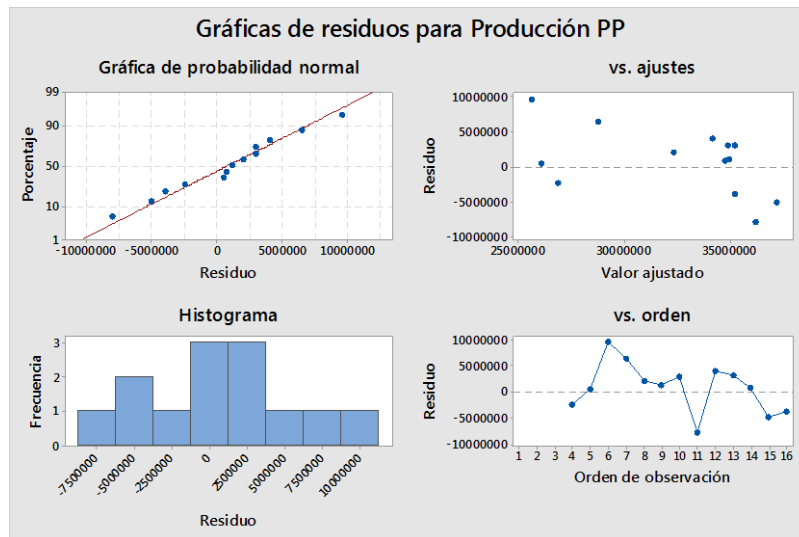 Gráficas de residuos para Producción PP
Gráfica de probabilidad normal
99
90
50
10
1
Porcentaje
-10000000 -5000000 0 5000000 10000000
Residuo
vs. ajustes
10000000
5000000
0
-5000000
-10000000
Residuo
25000000 30000000 35000000
Valor ajustado
Histograma
3
2
1
0
Frecuencia
-7500000 -5000000 -2500000 0 2500000 5000000 7500000 10000000
Residuo
vs. orden
10000000
5000000
0
-5000000
-10000000
Residuo
1 2 3 4 5 6 7 8 9 10 11 12 13 14 15 16
Orden de observación